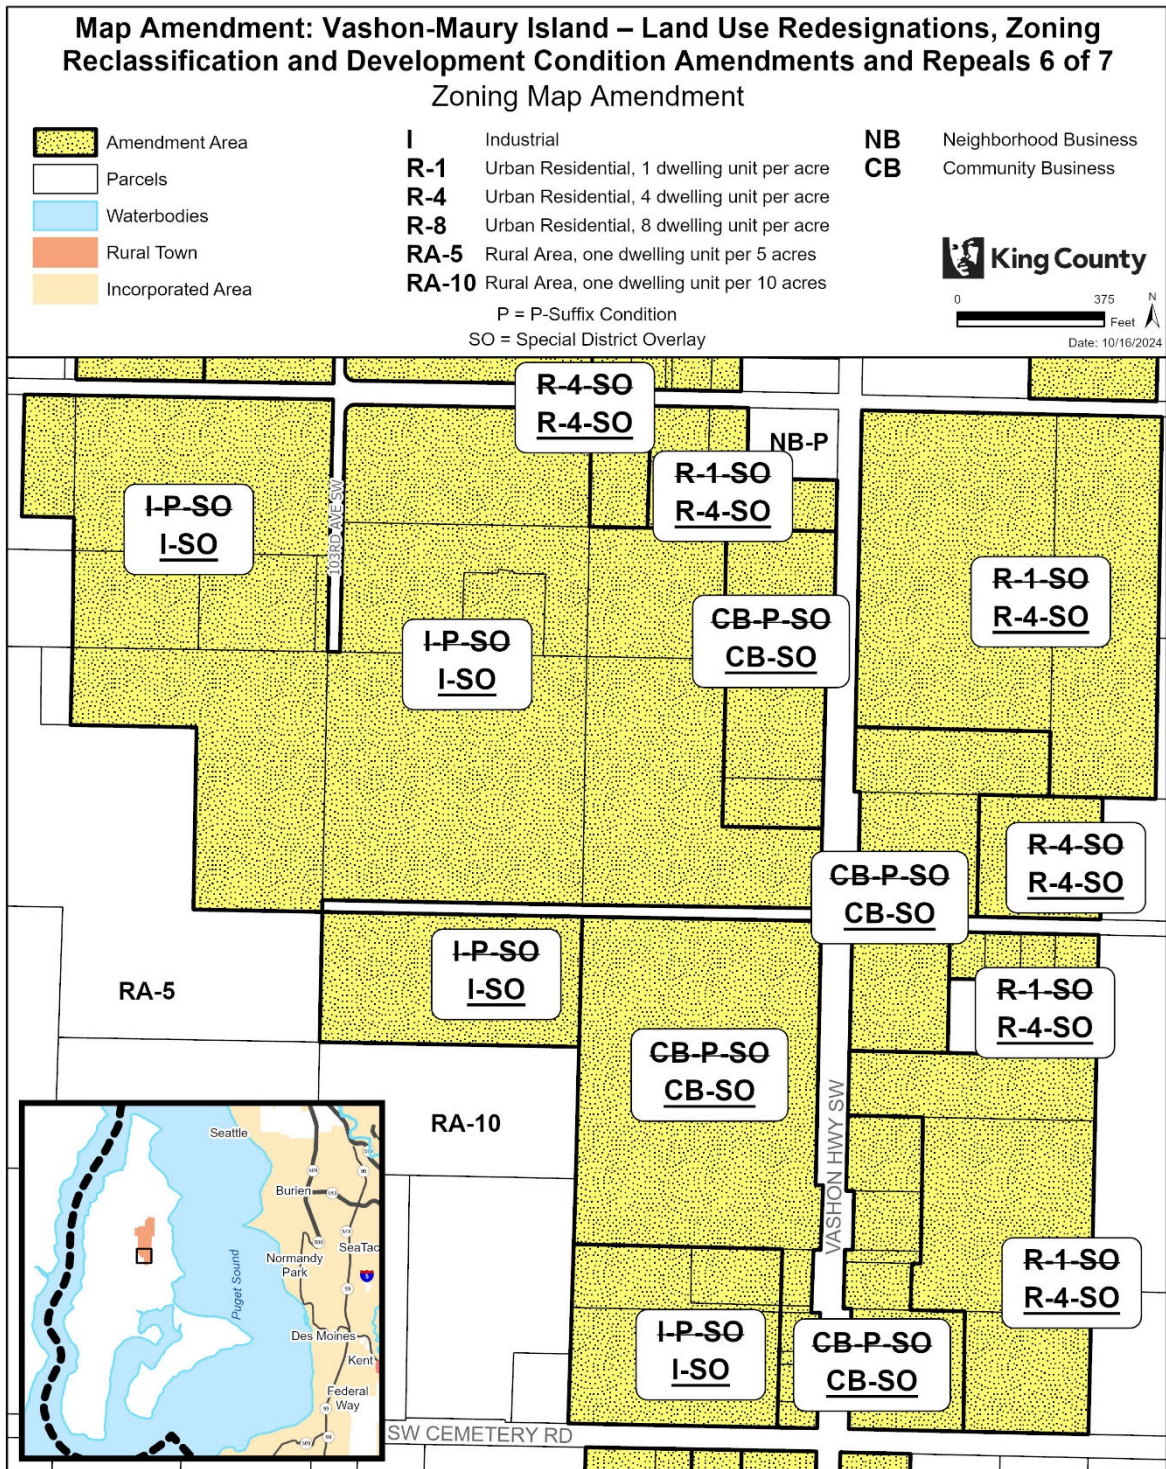 Map Amendment: Vashon-Maury Island – Land Use Redesignations, Zoning
Reclassification and Development Condition Amendments and Repeals 6 of 7
Zoning Map Amendment
Amendment Area
Parcels
Waterbodies
Rural Town
Incorporated Area
I Industrial
R-1 Urban Residential, 1 dwelling unit per acre
R-4 Urban Residential, 4 dwelling unit per acre
R-8 Urban Residential, 8 dwelling unit per acre
RA-5 Rural Area, one dwelling unit per 5 acres
RA-10 Rural Area, one dwelling unit per 10 acres
P = P-Suffix Condition
SO = Special District Overlay
NB Neighborhood Business
CB Community Business
King County
0 375
Feet
N
Date: 10/16/2024
R-4-SO
R-4-SO
NB-P
R-1-SO
R-4-SO
I-P-SO
I-SO
103RD AVE SW
R-1-SO
R-4-SO
I-P-SO
I-SO
CB-P-SO
CB-SO
R-4-SO
R-4-SO
CB-P-SO
CB-SO
I-P-SO
I-SO
RA-5
R-1-SO
R-4-SO
CB-P-SO
CB-SO
RA-10
VASHON HWY SW
R-1-SO
R-4-SO
I-P-SO
I-SO
CB-P-SO
CB-SO
SW CEMETERY RD
Seattle
Burien
Normandy
Park
SeaTac
Puget Sound
Des Moines
Kent
Federal
Way
509
99
5